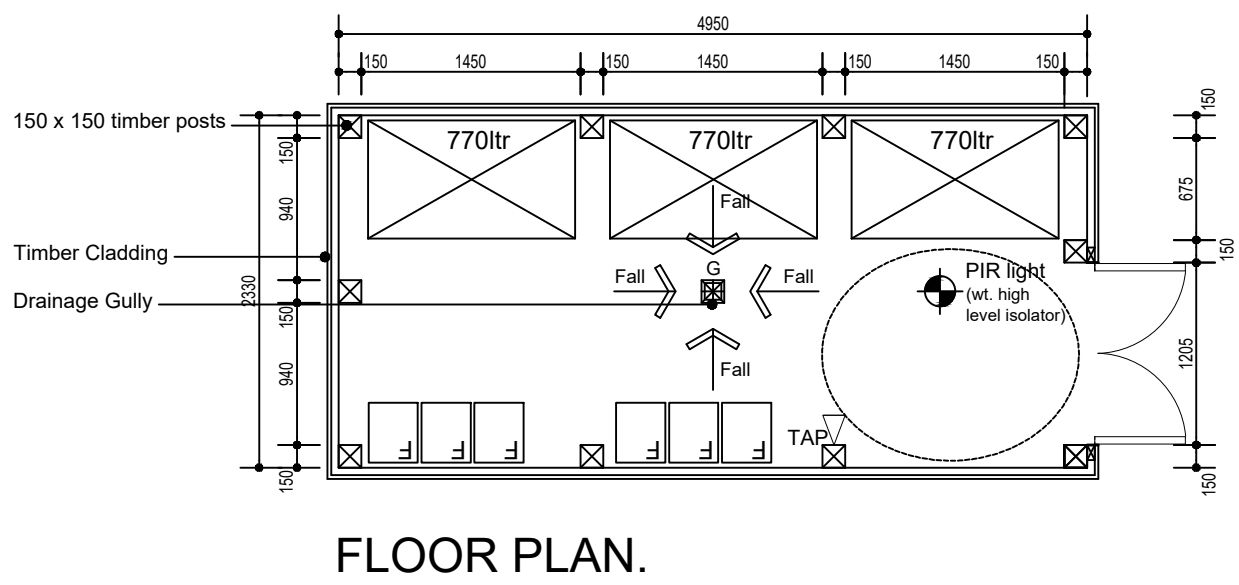 4950
150
1450
150
1450
150
1450
150
150 x 150 timber posts
770ltr
770ltr
770ltr
150
150
940
675
Fall
Timber Cladding
2330
G
Fall
Fall
PIR light
(wt. high
level isolator)
150
Drainage Gully
150
940
Fall
1205
F
F
F
F
F
F
TAP
150
150
FLOOR PLAN.